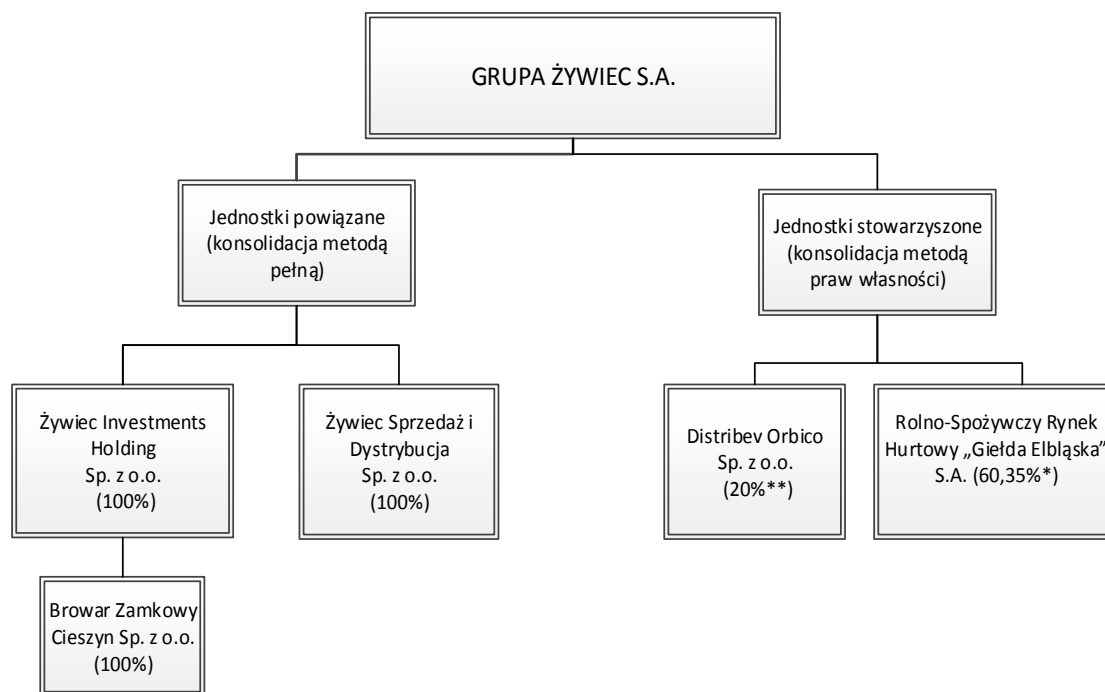 GRUPA ŻYWIEC S.A.
Jednostki powiązane
(konsolidacja metodą
pełną)
Jednostki stowarzyszone
(konsolidacja metodą
praw własności)
Żywiec Investments
Holding
Sp. z o.o.
(100%)
Żywiec Sprzedaż i
Dystrybucja
Sp. z o.o.
(100%)
Distribev Orbico
Sp. z o.o.
(20%**)
Rolno-Spożywczy Rynek
Hurtowy „Giełda Elbląska”
S.A. (60,35%*)
Browar Zamkowy
Cieszyn Sp. z o.o.
(100%)